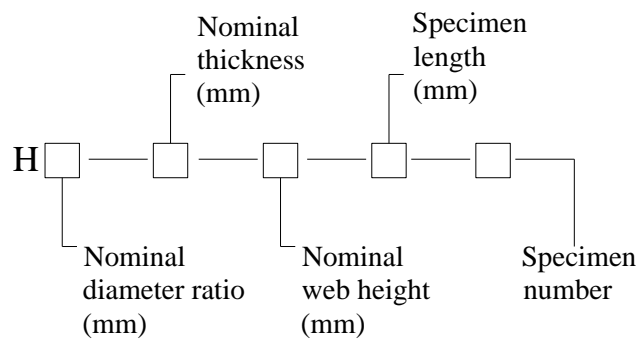 Nominal
thickness
(mm)
Specimen
length
(mm)
H
Nominal
diameter ratio
(mm)
Nominal
web height
(mm)
Specimen
number